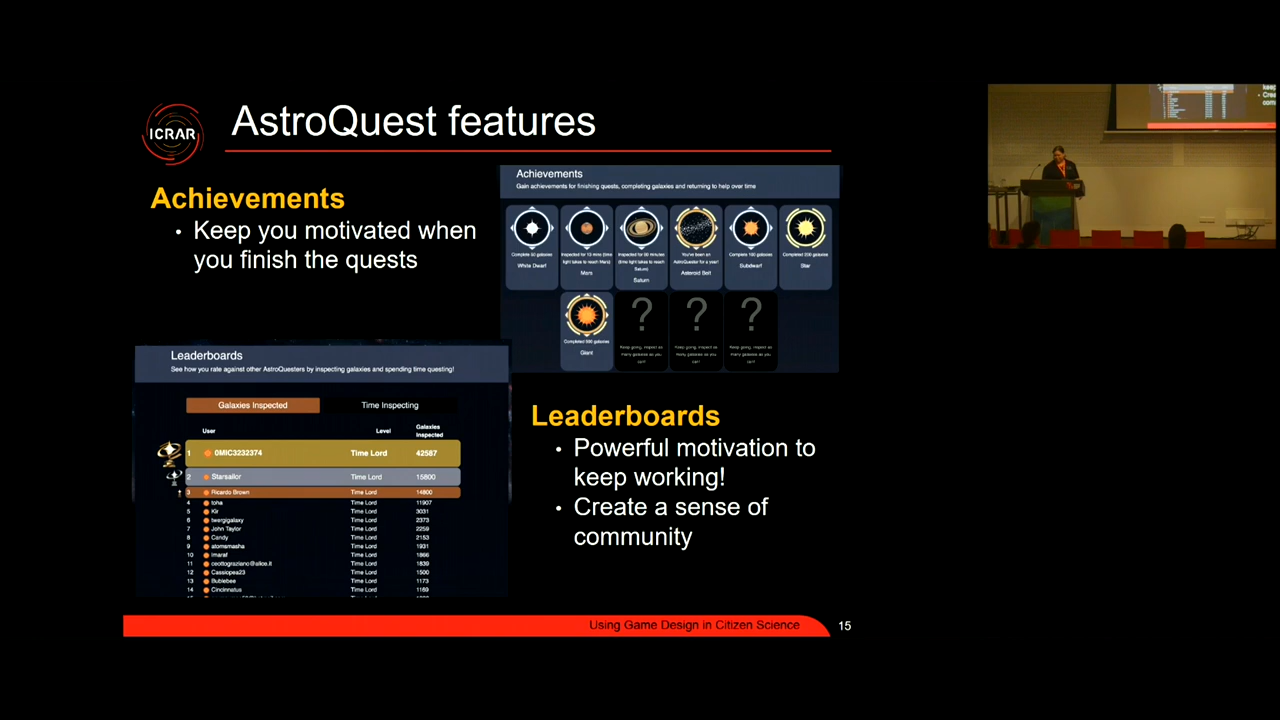 ICRAR
AstroQuest features
Achievements
• Keep you motivated when
you finish the quests
Achievements
Gain achievements for finishing quests, completing galaxies and returning to help over time
White Dwarf
Mars
Saturn
Asteroid Belt
Subdwarf
Star
Completed 500 galaxies
Giant
?
?
?
Leaderboards
See how you rate against other AstroQuesters by inspecting galaxies and spending time questing!
Galaxies Inspected
Time Inspecting
User Level Galaxies
Inspected
1 0MIC3232374 Time Lord 42587
2 Starsailor Time Lord 15800
3 Ricardo Brown Time Lord 14800
4 toha Time Lord 11907
5 Kir Time Lord 3031
6 twergigalaxy Time Lord 2373
7 John Taylor Time Lord 2259
8 Candy Time Lord 2153
9 atomsmasha Time Lord 1931
10 Imaraf Time Lord 1866
11 Time Lord 1839
12 Cassiopea23 Time Lord 1500
13 Bublebee Time Lord 1173
14 Cincinnatus Time Lord 1169
Leaderboards
• Powerful motivation to
keep working!
• Create a sense of
community
Using Game Design in Citizen Science
15